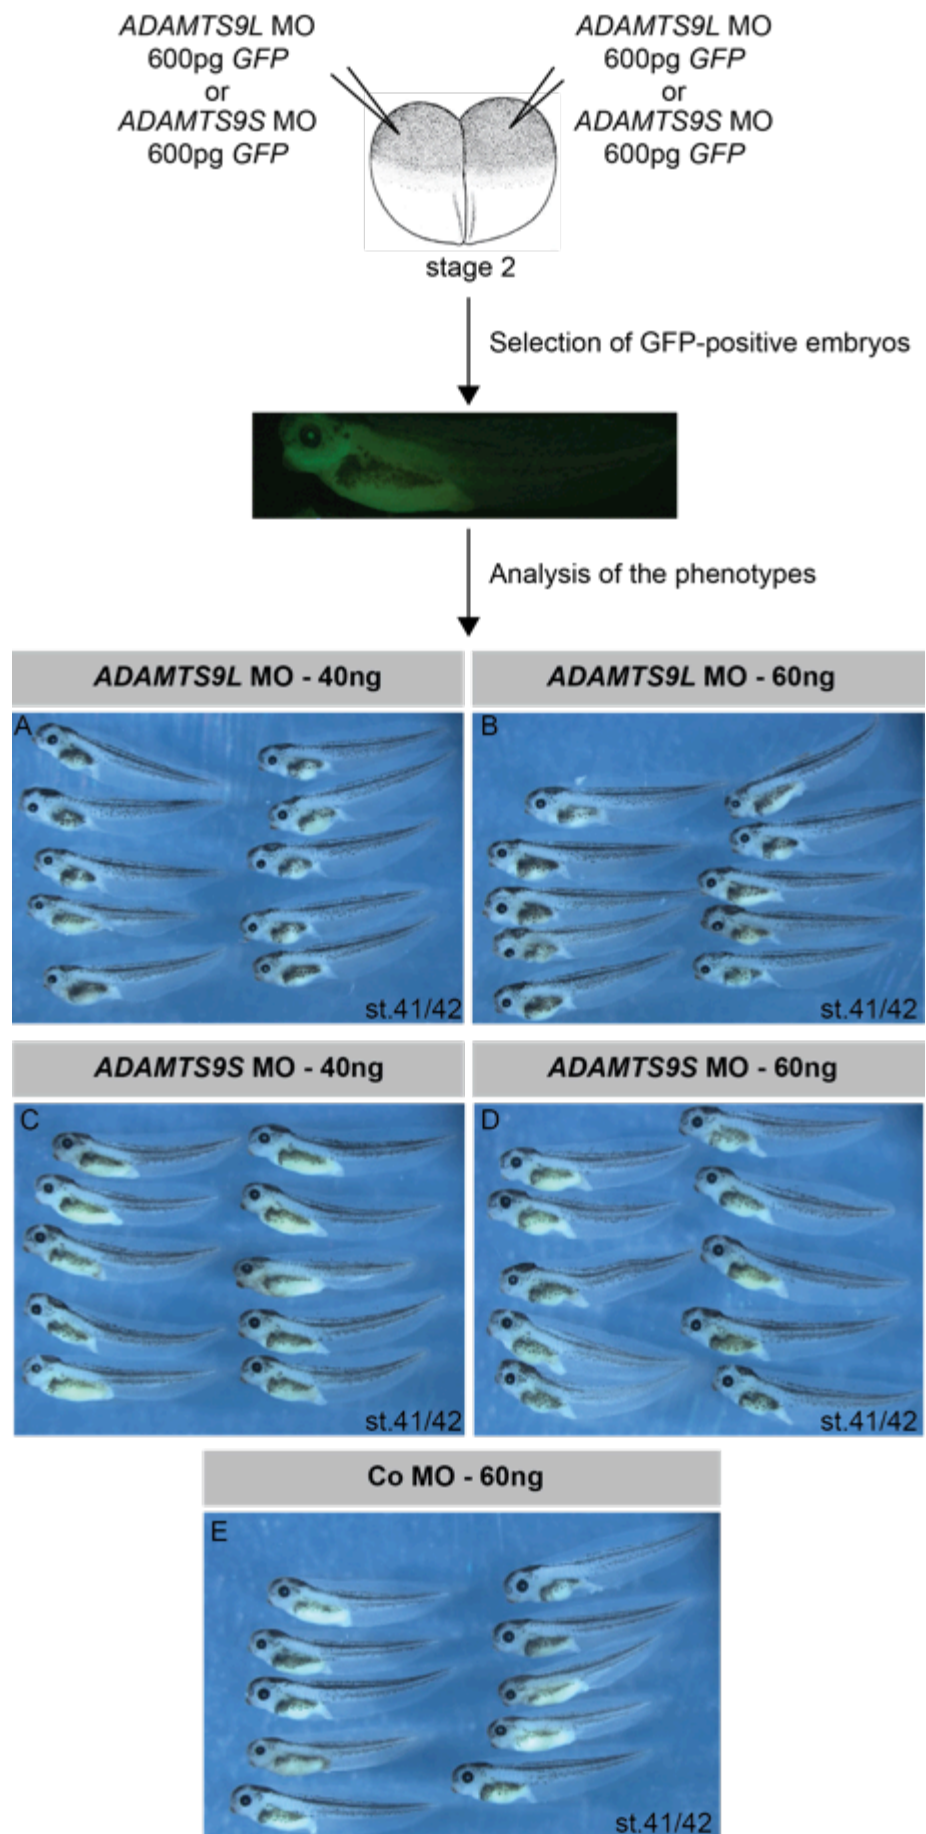 ADAMTS9L MO
600pg GFP
or
ADAMTS9S MO
600pg GFP
ADAMTS9L MO
600pg GFP
or
ADAMTS9S MO
600pg GFP
stage 2
Selection of GFP-positive embryos
Analysis of the phenotypes
ADAMTS9L MO - 40ng
ADAMTS9L MO - 60ng
A
st.41/42
B
st.41/42
ADAMTS9S MO - 40ng
ADAMTS9S MO - 60ng
C
st.41/42
D
st.41/42
Co MO - 60ng
E
st.41/42